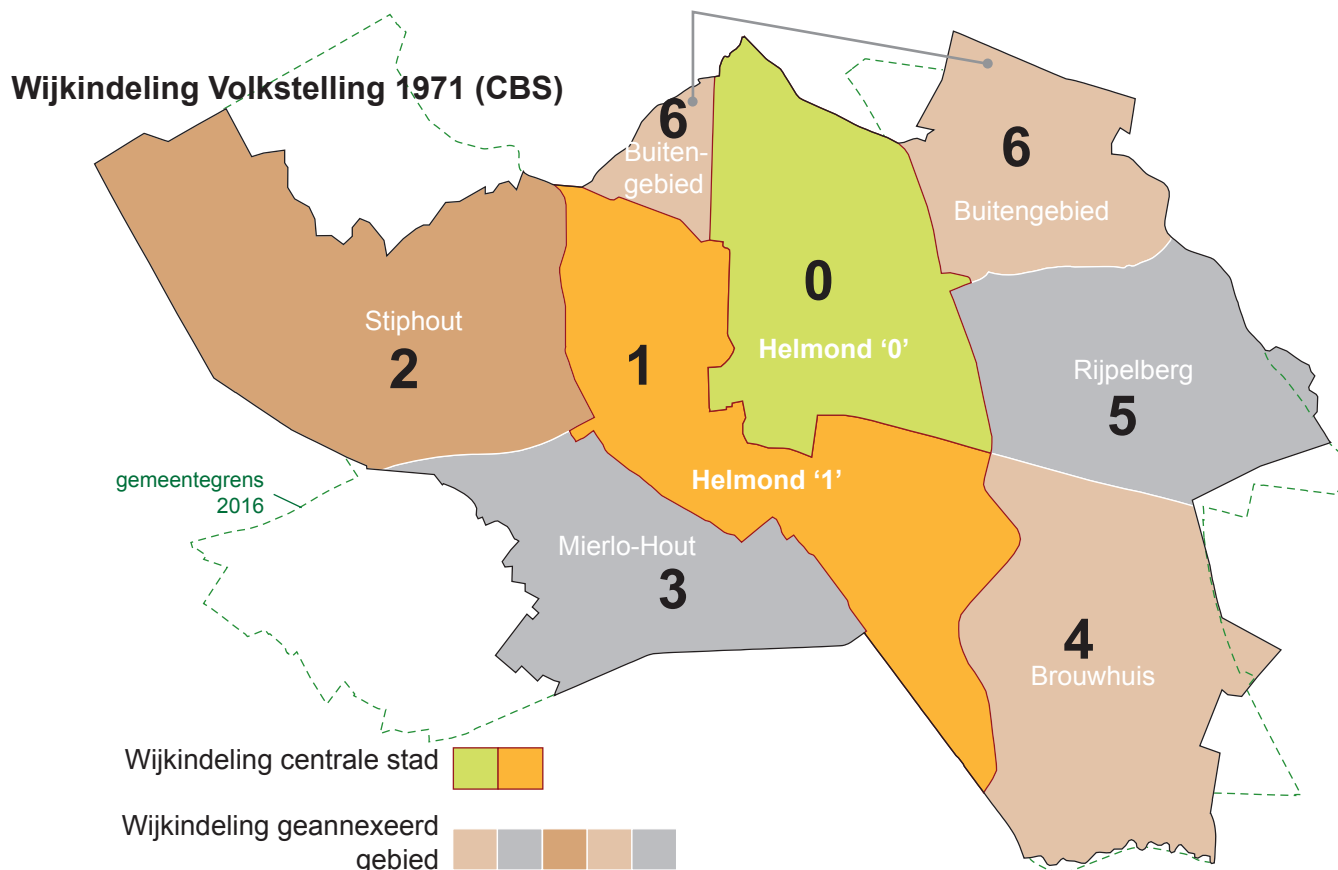 Wijkindeling Volkstelling 1971 (CBS)
6
Buiten-
gebied
6
Buitengebied
0
Helmond ‘0’
Stiphout
2
1
Rijpelberg
5
Helmond ‘1’
gemeentegrens
2016
Mierlo-Hout
3
4
Brouwhuis
Wijkindeling centrale stad
Wijkindeling geannexeerd
gebied